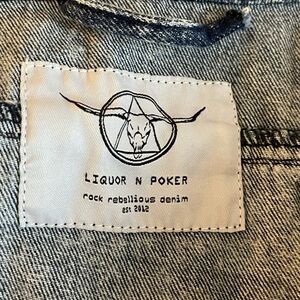 LIQUOR N POKER
rock rebellious denim
est 2012